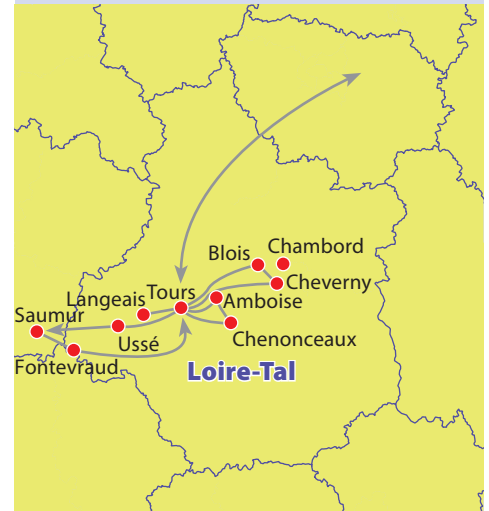 Blois
Chambord
Cheverny
Langeais
Tours
Amboise
Saumur
Ussé
Chenonceaux
Fontevraud
Loire-Tal